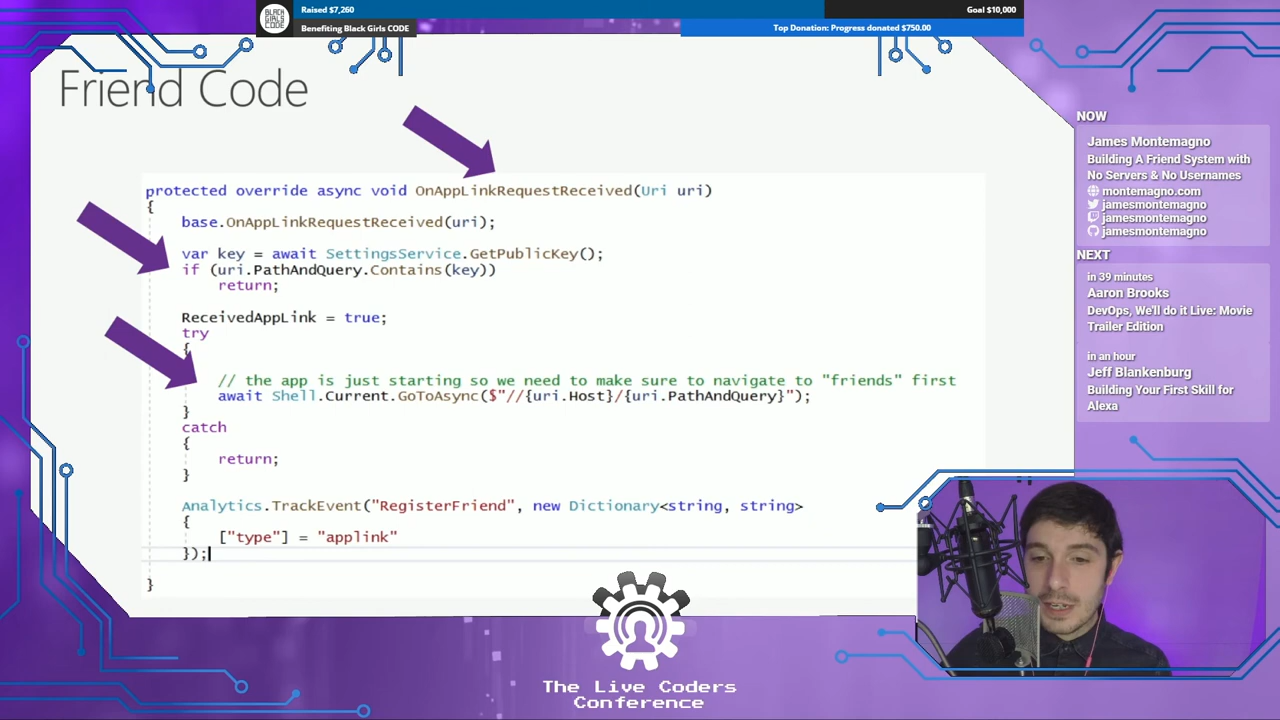 Raised $7,260
Goal $10,000
Benefiting Black Girls CODE
Top Donation: Progress donated $750.00
BLACK
GIRLS
CODE
Friend Code
protected override async void OnAppLinkRequestReceived(Uri uri)
{
base.OnAppLinkRequestReceived(uri);
var key = await SettingsService.GetPublicKey();
if (uri.PathAndQuery.Contains(key))
return;
ReceivedAppLink = true;
try
{
// the app is just starting so we need to make sure to navigate to "friends" first
await Shell.Current.GoToAsync($"//{uri.Host}/{uri.PathAndQuery}");
}
catch
{
return;
}
Analytics.TrackEvent("RegisterFriend", new Dictionary<string, string>
{
["type"] = "applink"
});
}
NOW
James Montemagno
Building A Friend System with
No Servers & No Usernames
montemagno.com
jamesmontemagno
jamesmontemagno
jamesmontemagno
NEXT
in 39 minutes
Aaron Brooks
DevOps, We'll do it Live: Movie
Trailer Edition
in an hour
Jeff Blankenburg
Building Your First Skill for
Alexa
The Live Coders
Conference